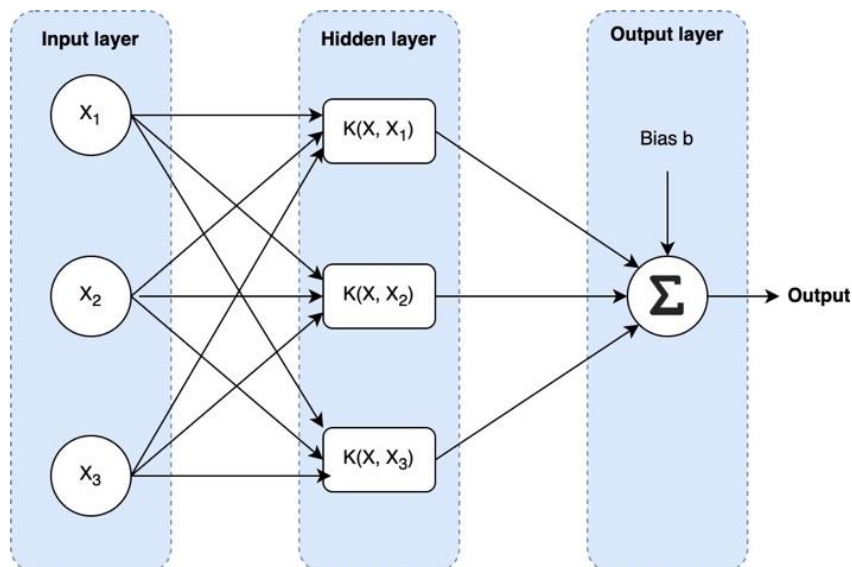 Input layer
Hidden layer
Output layer
X₁
K(X, X₁)
Bias b
X₂
K(X, X₂)
Σ
Output
X₃
K(X, X₃)